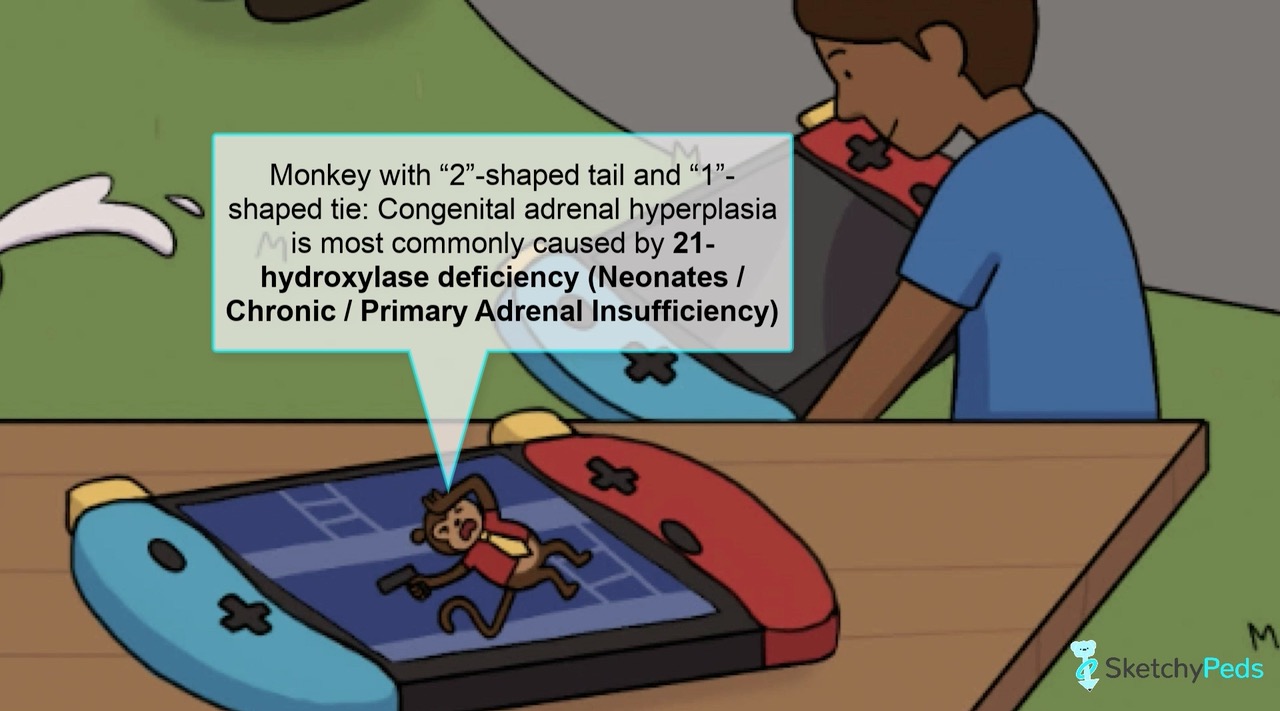 Monkey with “2”-shaped tail and “1”-
shaped tie: Congenital adrenal hyperplasia
is most commonly caused by 21-
hydroxylase deficiency (Neonates /
Chronic / Primary Adrenal Insufficiency)
SketchyPeds